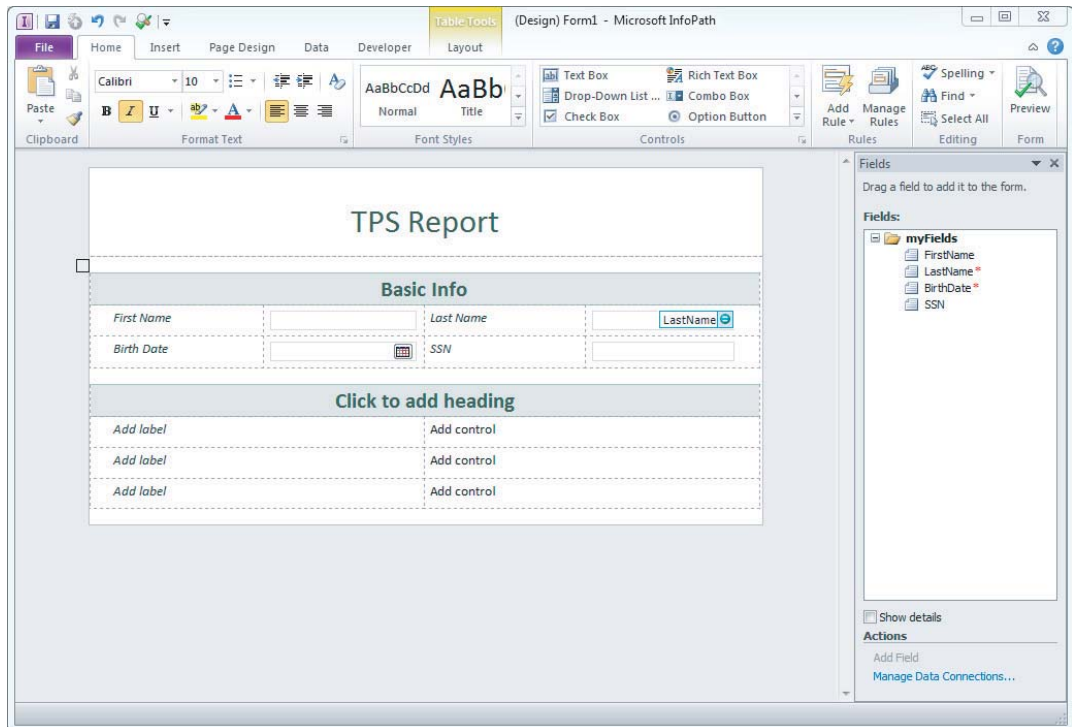 Table Tools
(Design) Form1 - Microsoft InfoPath
File Home Insert Page Design Data Developer Layout
Paste
Clipboard
Calibri 10
B I U ab A
Format Text
AaBbCcDd AaBb
Normal Title
Font Styles
Text Box Rich Text Box
Drop-Down List ... Combo Box
Check Box Option Button
Controls
Add Rule Manage Rules
Rules
Spelling
Find
Select All
Editing
Preview
Form
TPS Report
Basic Info
First Name Last Name LastName
Birth Date SSN
Click to add heading
Add label Add control
Add label Add control
Add label Add control
Fields
Drag a field to add it to the form.
Fields:
myFields
FirstName
LastName *
BirthDate *
SSN
Show details
Actions
Add Field
Manage Data Connections...